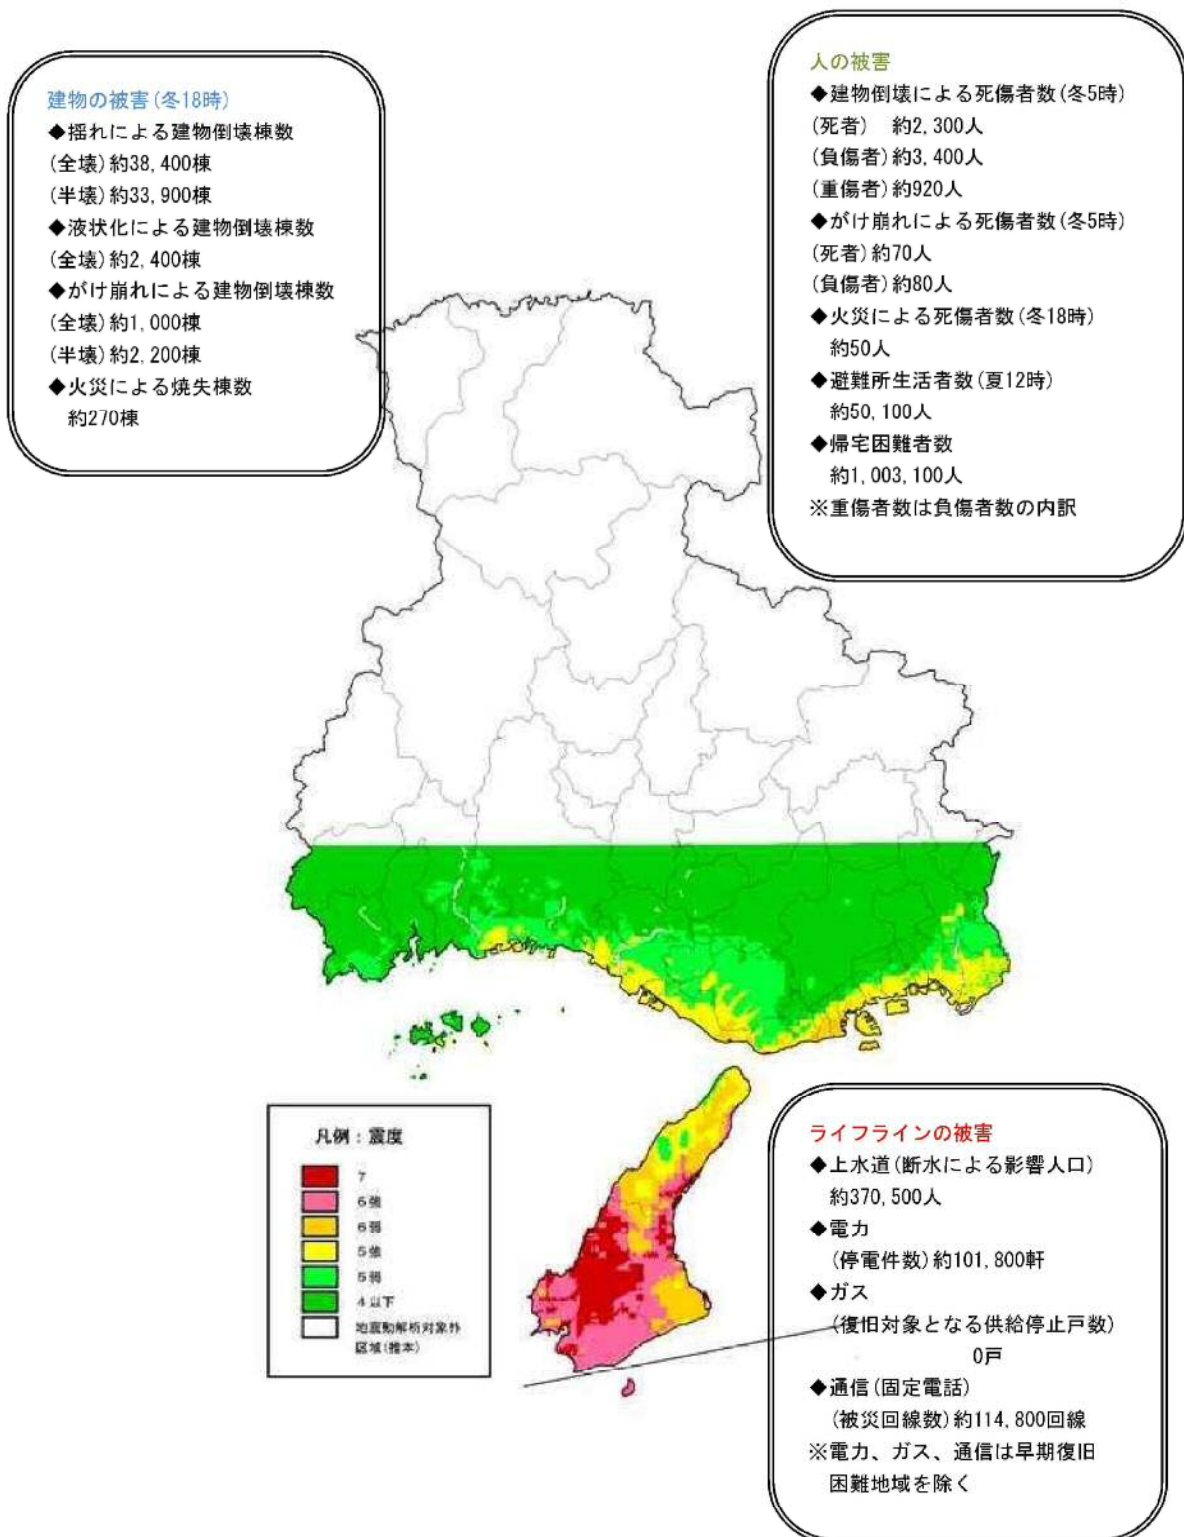 建物の被害(冬18時)
◆揺れによる建物倒壊棟数
(全壊)約38,400棟
(半壊)約33,900棟
◆液状化による建物倒壊棟数
(全壊)約2,400棟
◆がけ崩れによる建物倒壊棟数
(全壊)約1,000棟
(半壊)約2,200棟
◆火災による焼失棟数
約270棟
人の被害
◆建物倒壊による死傷者数(冬5時)
(死者) 約2,300人
(負傷者)約3,400人
(重傷者)約920人
◆がけ崩れによる死傷者数(冬5時)
(死者)約70人
(負傷者)約80人
◆火災による死傷者数(冬18時)
約50人
◆避難所生活者数(夏12時)
約50,100人
◆帰宅困難者数
約1,003,100人
※重傷者数は負傷者数の内訳
凡例：震度
7
6強
6弱
5強
5弱
4以下
地震動解析対象外
区域(推本)
ライフラインの被害
◆上水道(断水による影響人口)
約370,500人
◆電力
(停電件数)約101,800軒
◆ガス
(復旧対象となる供給停止戸数)
0戸
◆通信(固定電話)
(被災回線数)約114,800回線
※電力、ガス、通信は早期復旧
困難地域を除く